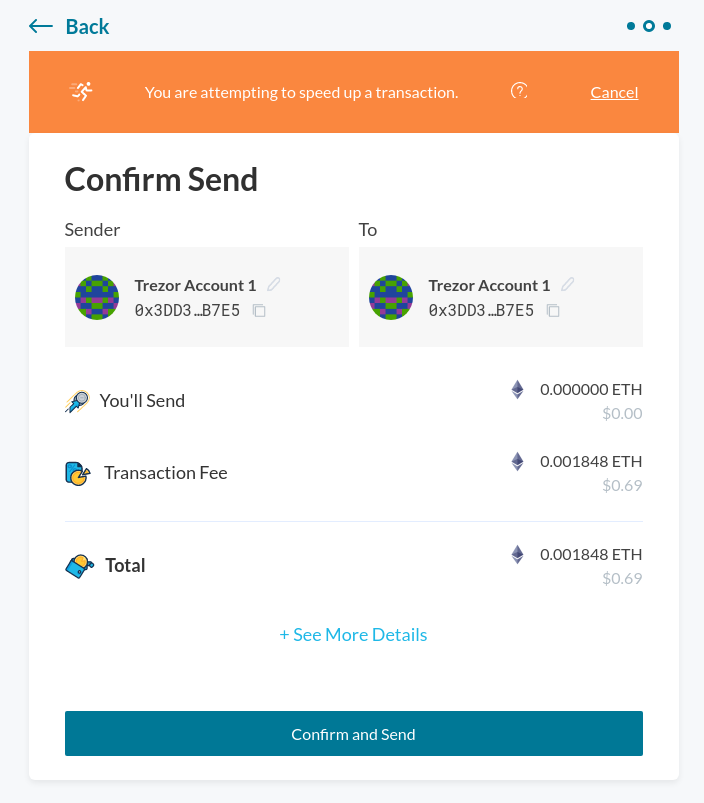 Back
You are attempting to speed up a transaction.
Cancel
Confirm Send
Sender
To
Trezor Account 1
0x3DD3…B7E5
Trezor Account 1
0x3DD3…B7E5
You'll Send
0.000000 ETH
$0.00
Transaction Fee
0.001848 ETH
$0.69
Total
0.001848 ETH
$0.69
+ See More Details
Confirm and Send